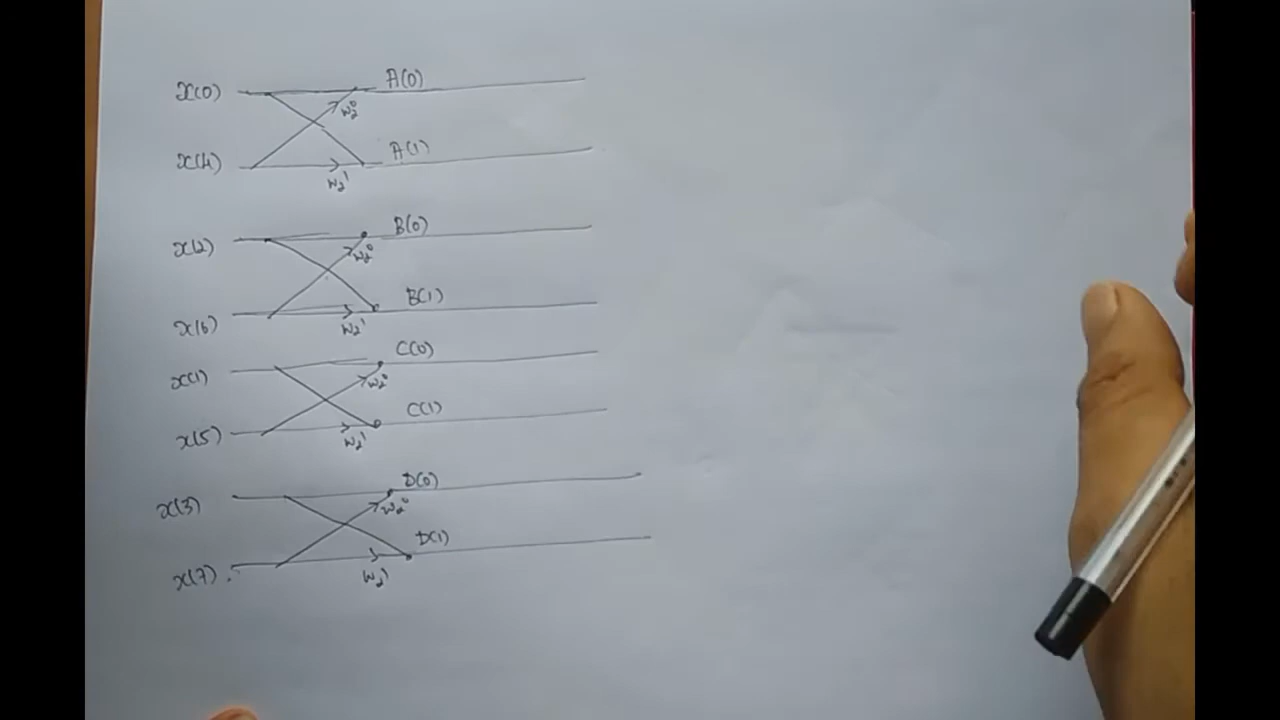 x(0) A(0)
W₂⁰
x(4) A(1)
W₂¹
x(2) B(0)
W₂⁰
x(6) B(1)
W₂¹
x(1) C(0)
W₂⁰
x(5) C(1)
W₂¹
x(3) D(0)
W₂⁰
x(7) D(1)
W₂¹